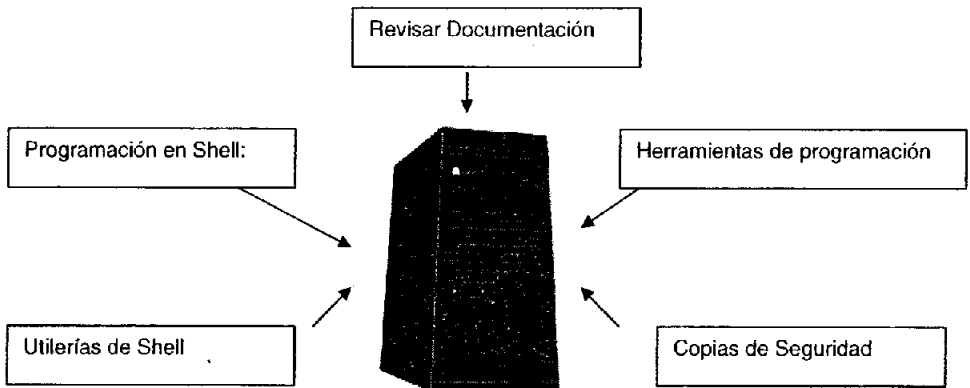 Revisar Documentación
Programación en Shell:
Herramientas de programación
Utilerías de Shell
Copias de Seguridad